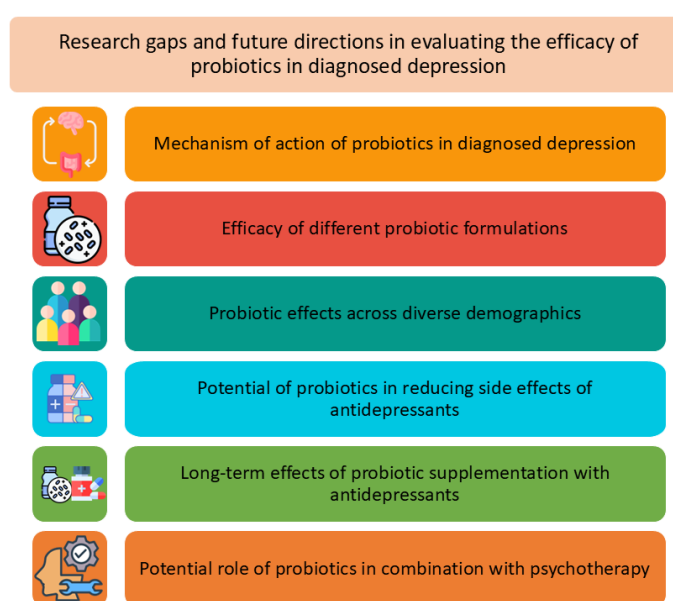 Research gaps and future directions in evaluating the efficacy of
probiotics in diagnosed depression
Mechanism of action of probiotics in diagnosed depression
Efficacy of different probiotic formulations
Probiotic effects across diverse demographics
Potential of probiotics in reducing side effects of
antidepressants
Long-term effects of probiotic supplementation with
antidepressants
Potential role of probiotics in combination with psychotherapy